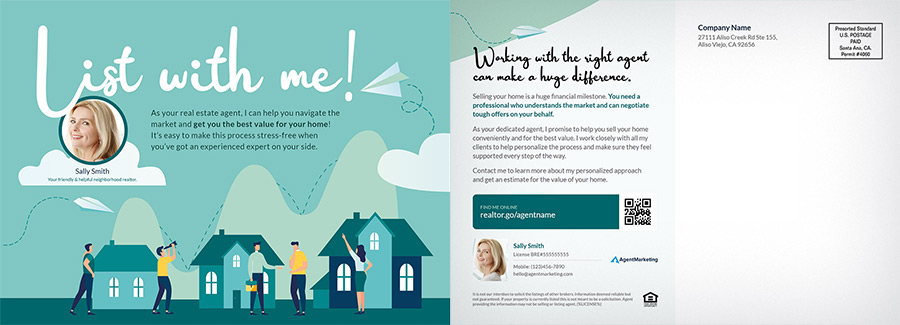 List with me!
As your real estate agent, I can help you navigate the
market and get you the best value for your home!
It's easy to make this process stress-free when
you've got an experienced expert on your side.
Sally Smith
Your friendly & helpful neighborhood realtor.
Working with the right agent
can make a huge difference.
Selling your home is a huge financial milestone. You need a
professional who understands the market and can negotiate
tough offers on your behalf.
As your dedicated agent, I promise to help you sell your home
conveniently and for the best value. I work closely with all my
clients to help personalize the process and make sure they feel
supported every step of the way.
Contact me to learn more about my personalized approach
and get an estimate for the value of your home.
FIND ME ONLINE
realtor.go/agentname
Sally Smith
License BRE#555555555
Mobile: (123)456-7890
hello@agentmarketing.com
AgentMarketing
It is not our intention to solicit the listings of other brokers. Information deemed reliable but
not guaranteed. If your property is currently listed this is not meant to be a solicitation. Agent
providing the information may not be selling or listing agent. [%LICENSE%]
Company Name
27111 Aliso Creek Rd Ste 155,
Aliso Viejo, CA 92656
Presorted Standard
U.S. POSTAGE
PAID
Santa Ana, CA.
Permit #4060